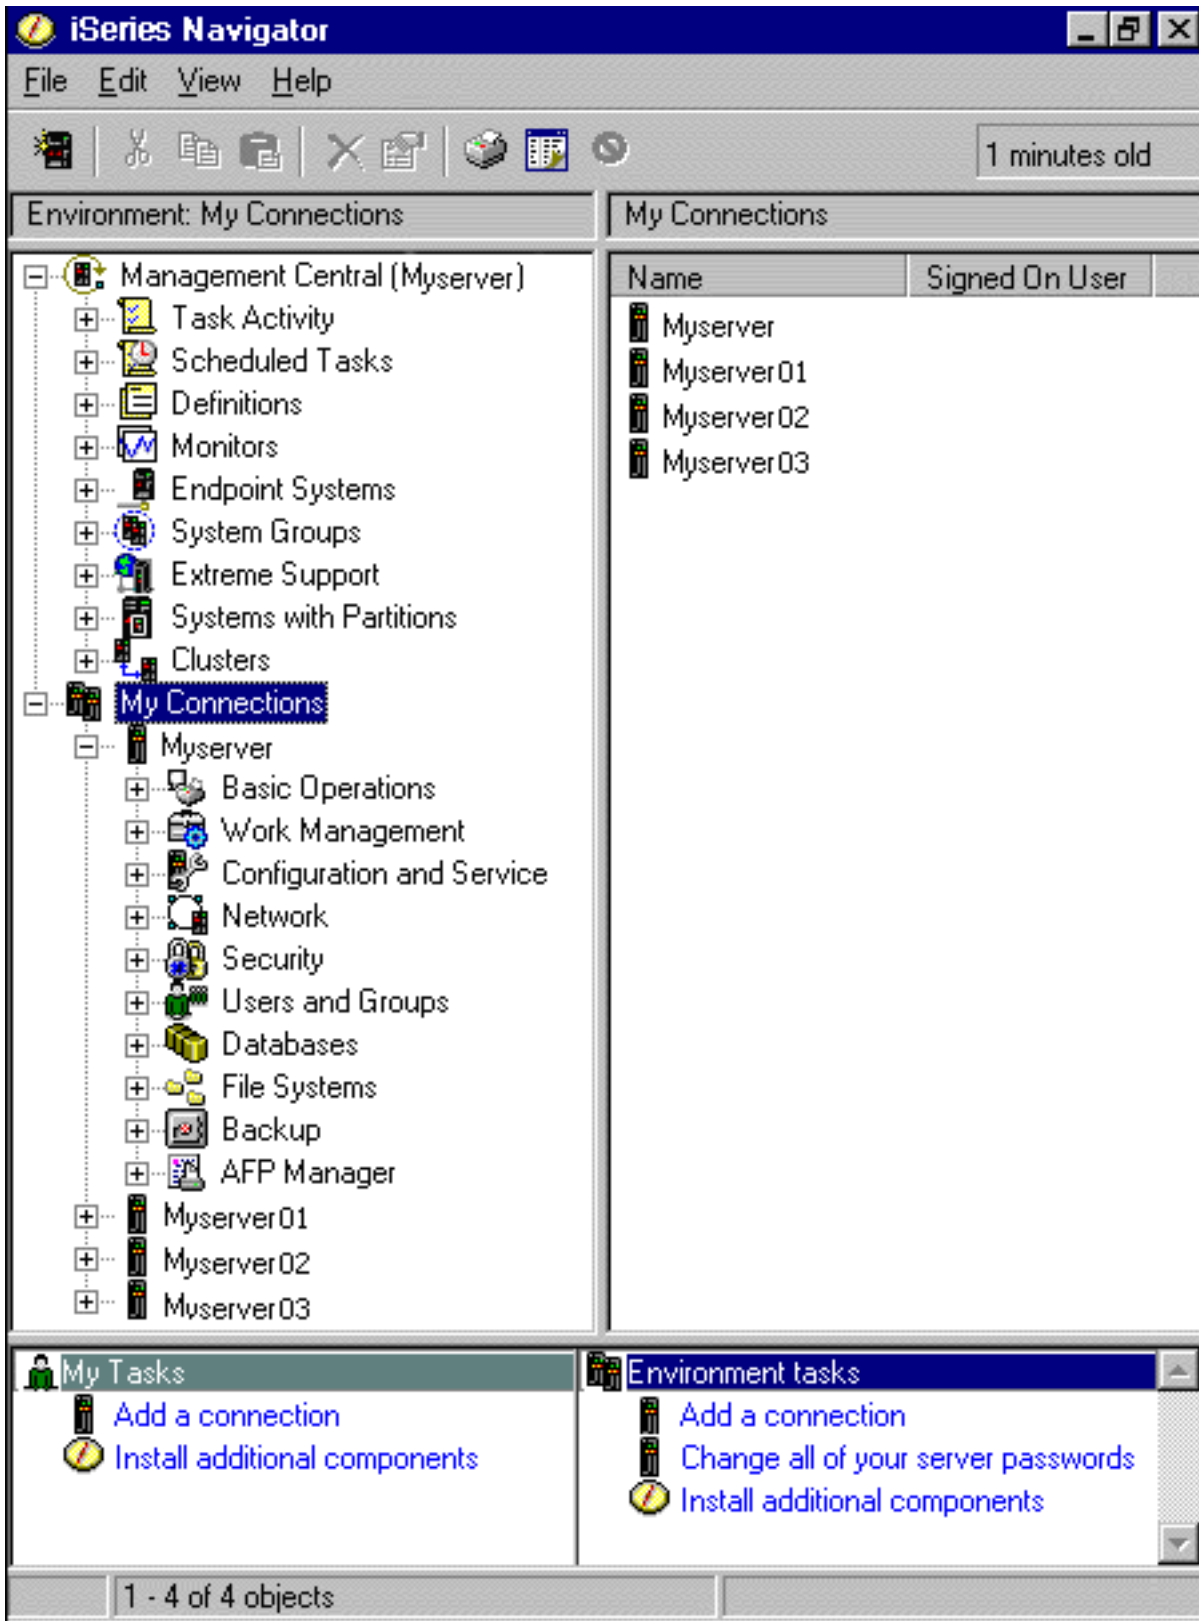 iSeries Navigator
File Edit View Help
1 minutes old
Environment: My Connections
My Connections
Management Central (Myserver)
Task Activity
Scheduled Tasks
Definitions
Monitors
Endpoint Systems
System Groups
Extreme Support
Systems with Partitions
Clusters
My Connections
Myserver
Basic Operations
Work Management
Configuration and Service
Network
Security
Users and Groups
Databases
File Systems
Backup
AFP Manager
Myserver01
Myserver02
Myserver03
Name Signed On User
Myserver
Myserver01
Myserver02
Myserver03
My Tasks
Add a connection
Install additional components
Environment tasks
Add a connection
Change all of your server passwords
Install additional components
1 - 4 of 4 objects